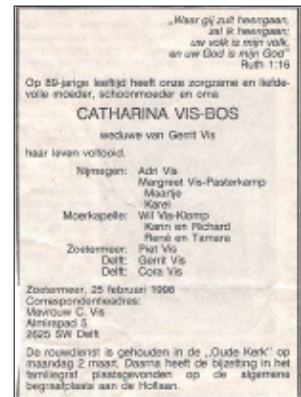 „Waar gij zult heengaan,
zal ik heengaan;
uw volk is mijn volk,
en uw God is mijn God"
Ruth 1:16
Op 89-jarige leeftijd heeft onze zorgzame en liefde-
volle moeder, schoonmoeder en oma
CATHARINA VIS-BOS
weduwe van Gerrit Vis
haar leven voltooid.
Nijmegen: Adri Vis
Margreet Vis-Pasterkamp
Maartje
Karel
Moerkapelle: Wil Vis-Klomp
Karin en Richard
René en Tamara
Zoetermeer: Piet Vis
Delft: Gerrit Vis
Delft: Cora Vis
Zoetermeer, 25 februari 1998
Correspondentieadres:
Mevrouw C. Vis
Almirapad 5
2625 SW Delft
De rouwdienst is gehouden in de „Oude Kerk" op
maandag 2 maart. Daarna heeft de bijzetting in het
familiegraf plaatsgevonden op de algemene
begraafplaats aan de Hoflaan.